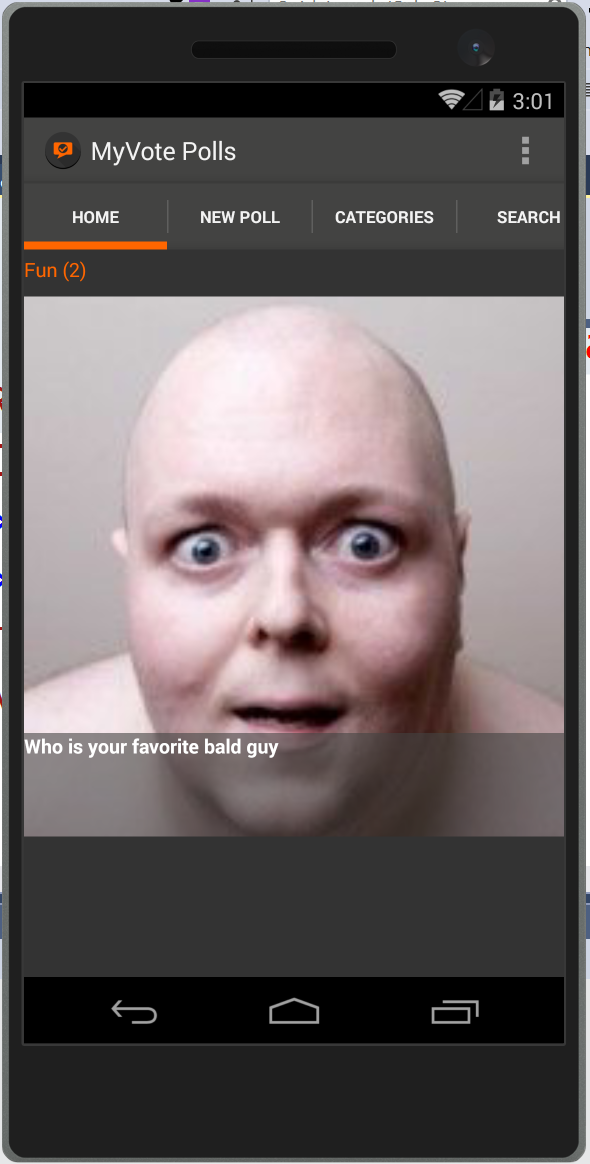 3:01
MyVote Polls
HOME NEW POLL CATEGORIES SEARCH
Fun (2)
Who is your favorite bald guy